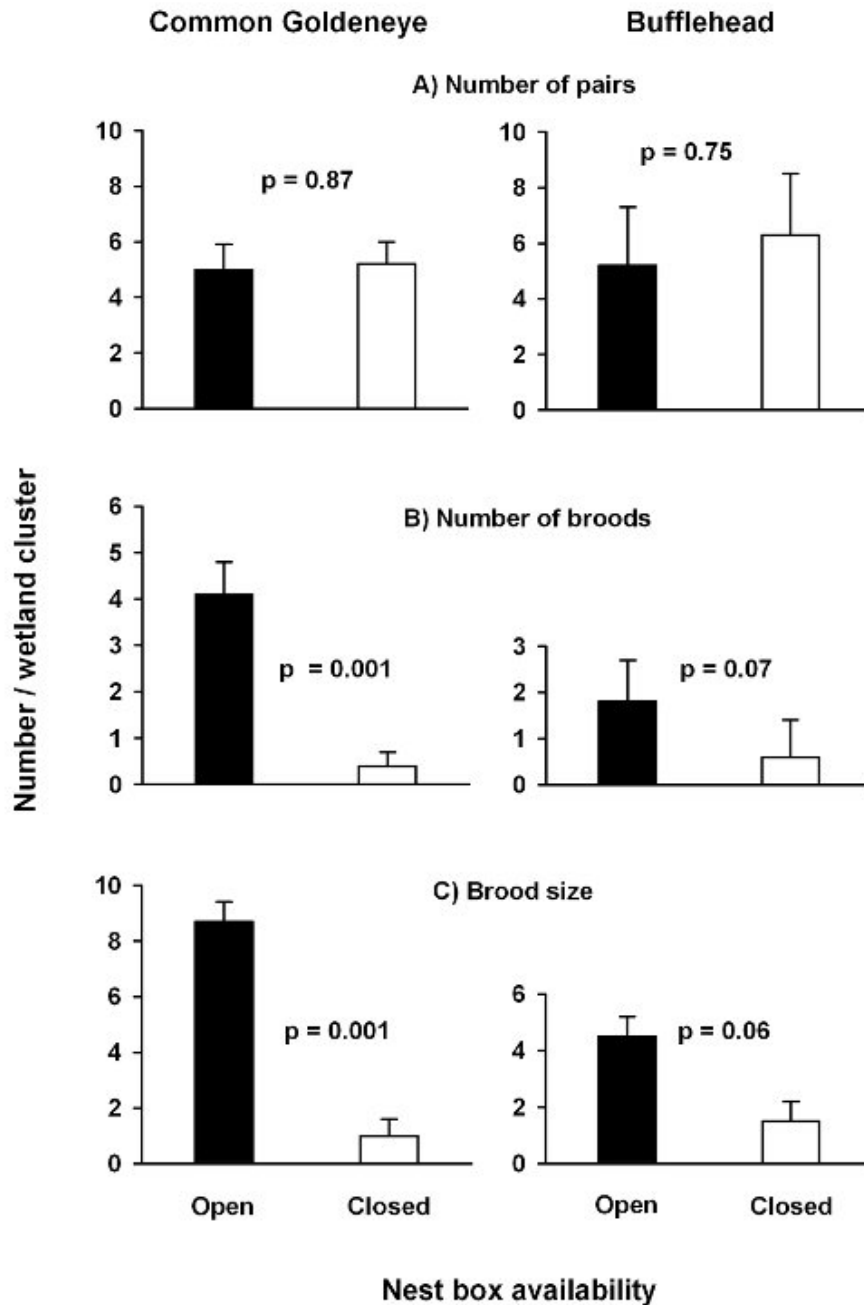 Common Goldeneye Bufflehead
A) Number of pairs
10 10
p = 0.87 p = 0.75
8 8
6 6
4 4
2 2
0 0
B) Number of broods
6
5
4
3 3
p = 0.001 p = 0.07
2 2
1 1
0 0
C) Brood size
10
8
6 6
p = 0.001 p = 0.06
4 4
2 2
0 0
Open Closed Open Closed
Number / wetland cluster
Nest box availability